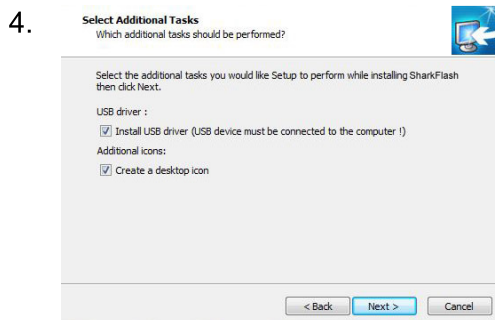 4.
Select Additional Tasks
Which additional tasks should be performed?
Select the additional tasks you would like Setup to perform while installing SharkFlash
then click Next.
USB driver :
Install USB driver (USB device must be connected to the computer !)
Additional icons:
Create a desktop icon
< Back Next > Cancel